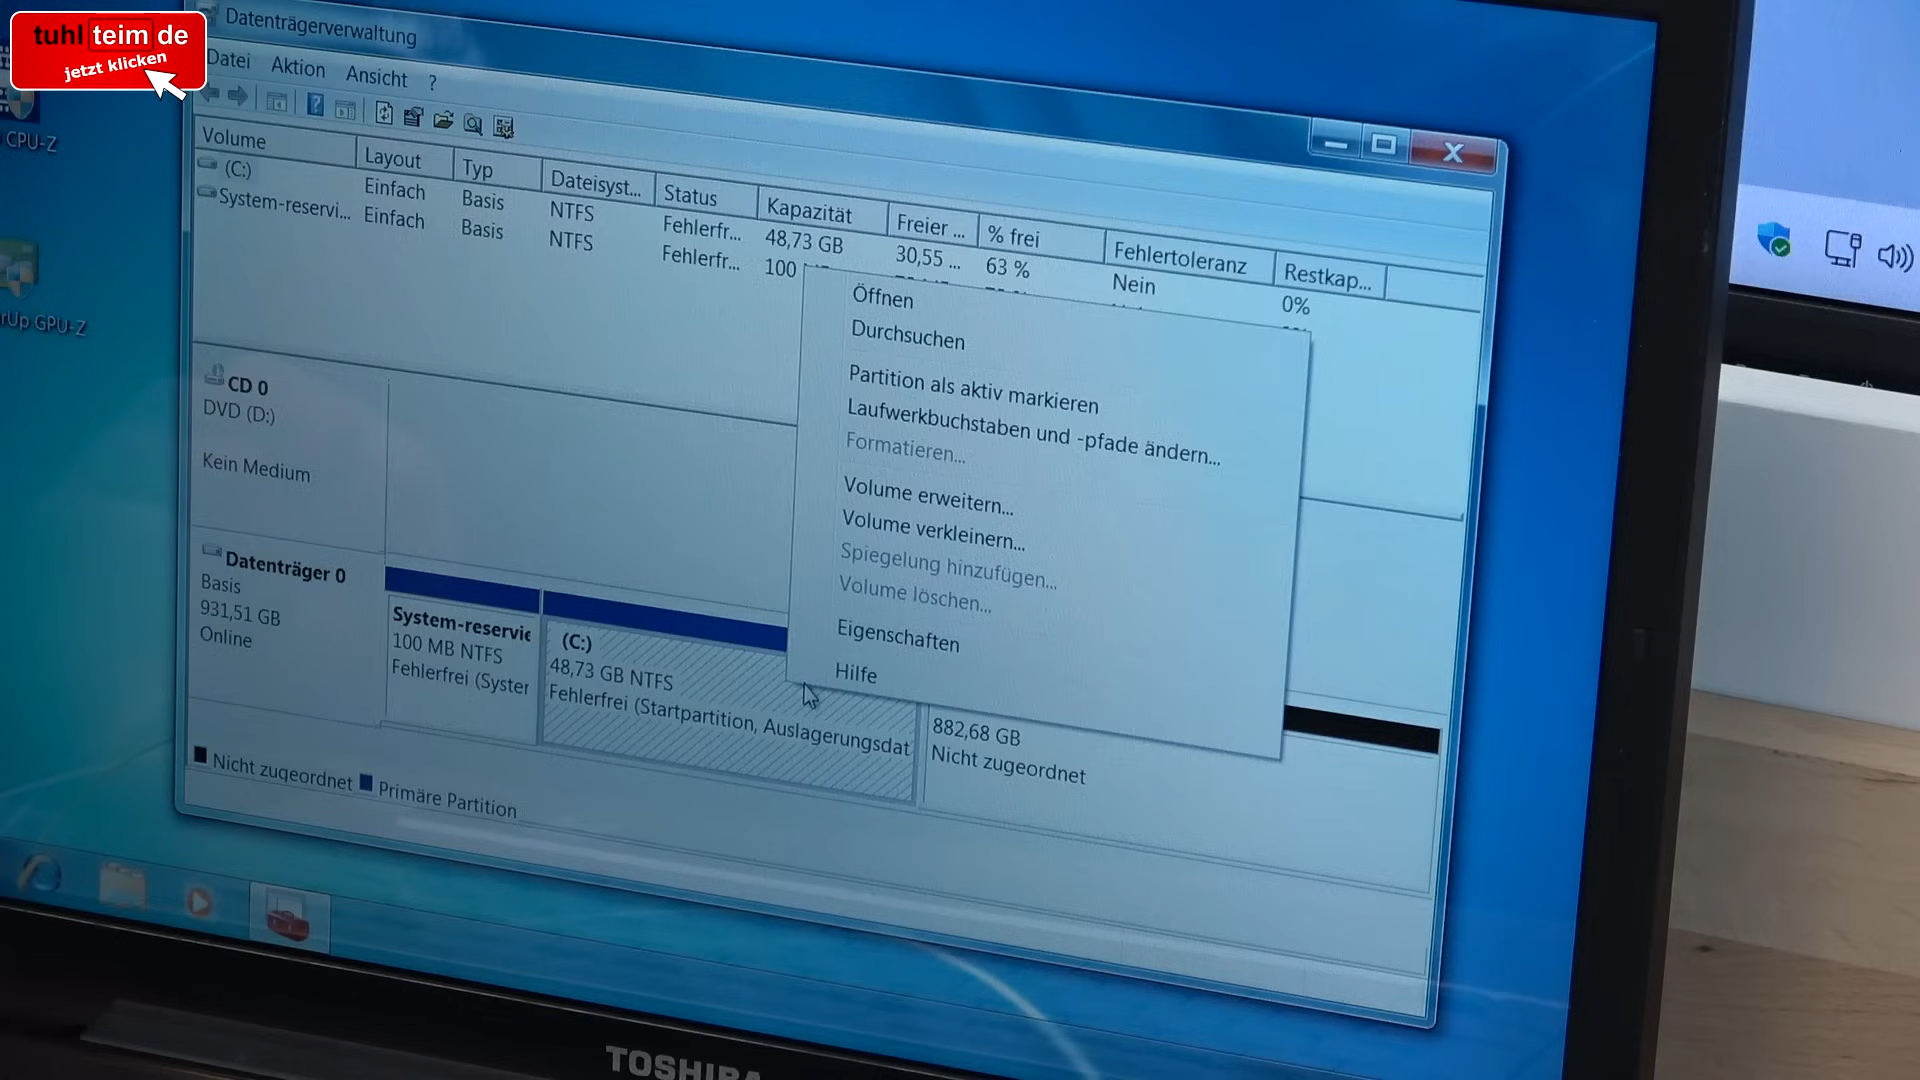 tuhl teim de
jetzt klicken
Datenträgerverwaltung
Datei Aktion Ansicht ?
CPU-Z
rUp GPU-Z
Volume Layout Typ Dateisyst... Status Kapazität Freier ... % frei Fehlertoleranz Restkap...
(C:) Einfach Basis NTFS Fehlerfr... 48,73 GB 30,55 ... 63 % Nein 0%
System-reservi... Einfach Basis NTFS Fehlerfr... 100
Öffnen
Durchsuchen
Partition als aktiv markieren
Laufwerkbuchstaben und -pfade ändern...
Formatieren...
Volume erweitern...
Volume verkleinern...
Spiegelung hinzufügen...
Volume löschen...
Eigenschaften
Hilfe
CD 0
DVD (D:)
Kein Medium
Datenträger 0
Basis
931,51 GB
Online
System-reservie
100 MB NTFS
Fehlerfrei (System
(C:)
48,73 GB NTFS
Fehlerfrei (Startpartition, Auslagerungsdat
882,68 GB
Nicht zugeordnet
Nicht zugeordnet Primäre Partition
TOSHIBA